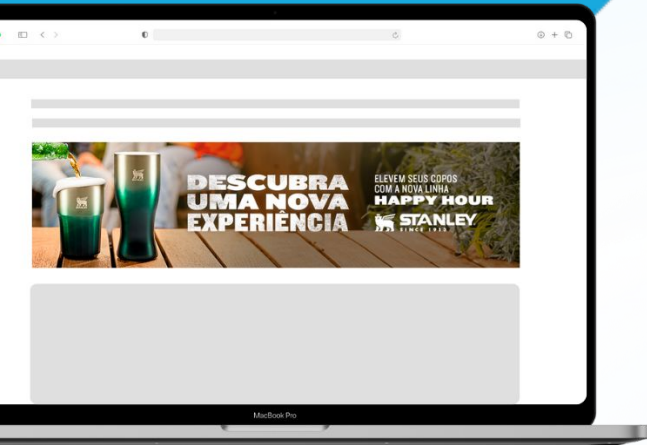 DESCUBRA
UMA NOVA
EXPERIÊNCIA
ELEVEM SEUS COPOS
COM A NOVA LINHA
HAPPY HOUR
STANLEY
SINCE 1913
MacBook Pro